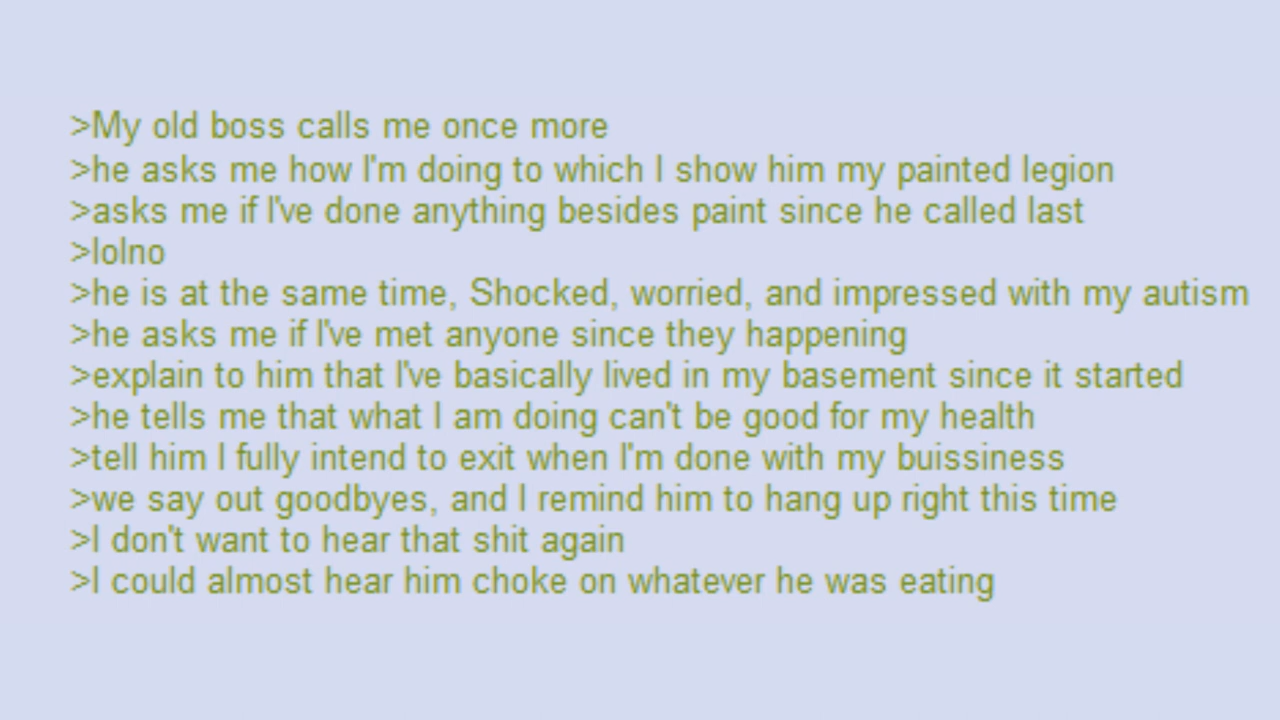 >My old boss calls me once more
>he asks me how I'm doing to which I show him my painted legion
>asks me if I've done anything besides paint since he called last
>lolno
>he is at the same time, Shocked, worried, and impressed with my autism
>he asks me if I've met anyone since they happening
>explain to him that I've basically lived in my basement since it started
>he tells me that what I am doing can't be good for my health
>tell him I fully intend to exit when I'm done with my buissiness
>we say out goodbyes, and I remind him to hang up right this time
>I don't want to hear that shit again
>I could almost hear him choke on whatever he was eating